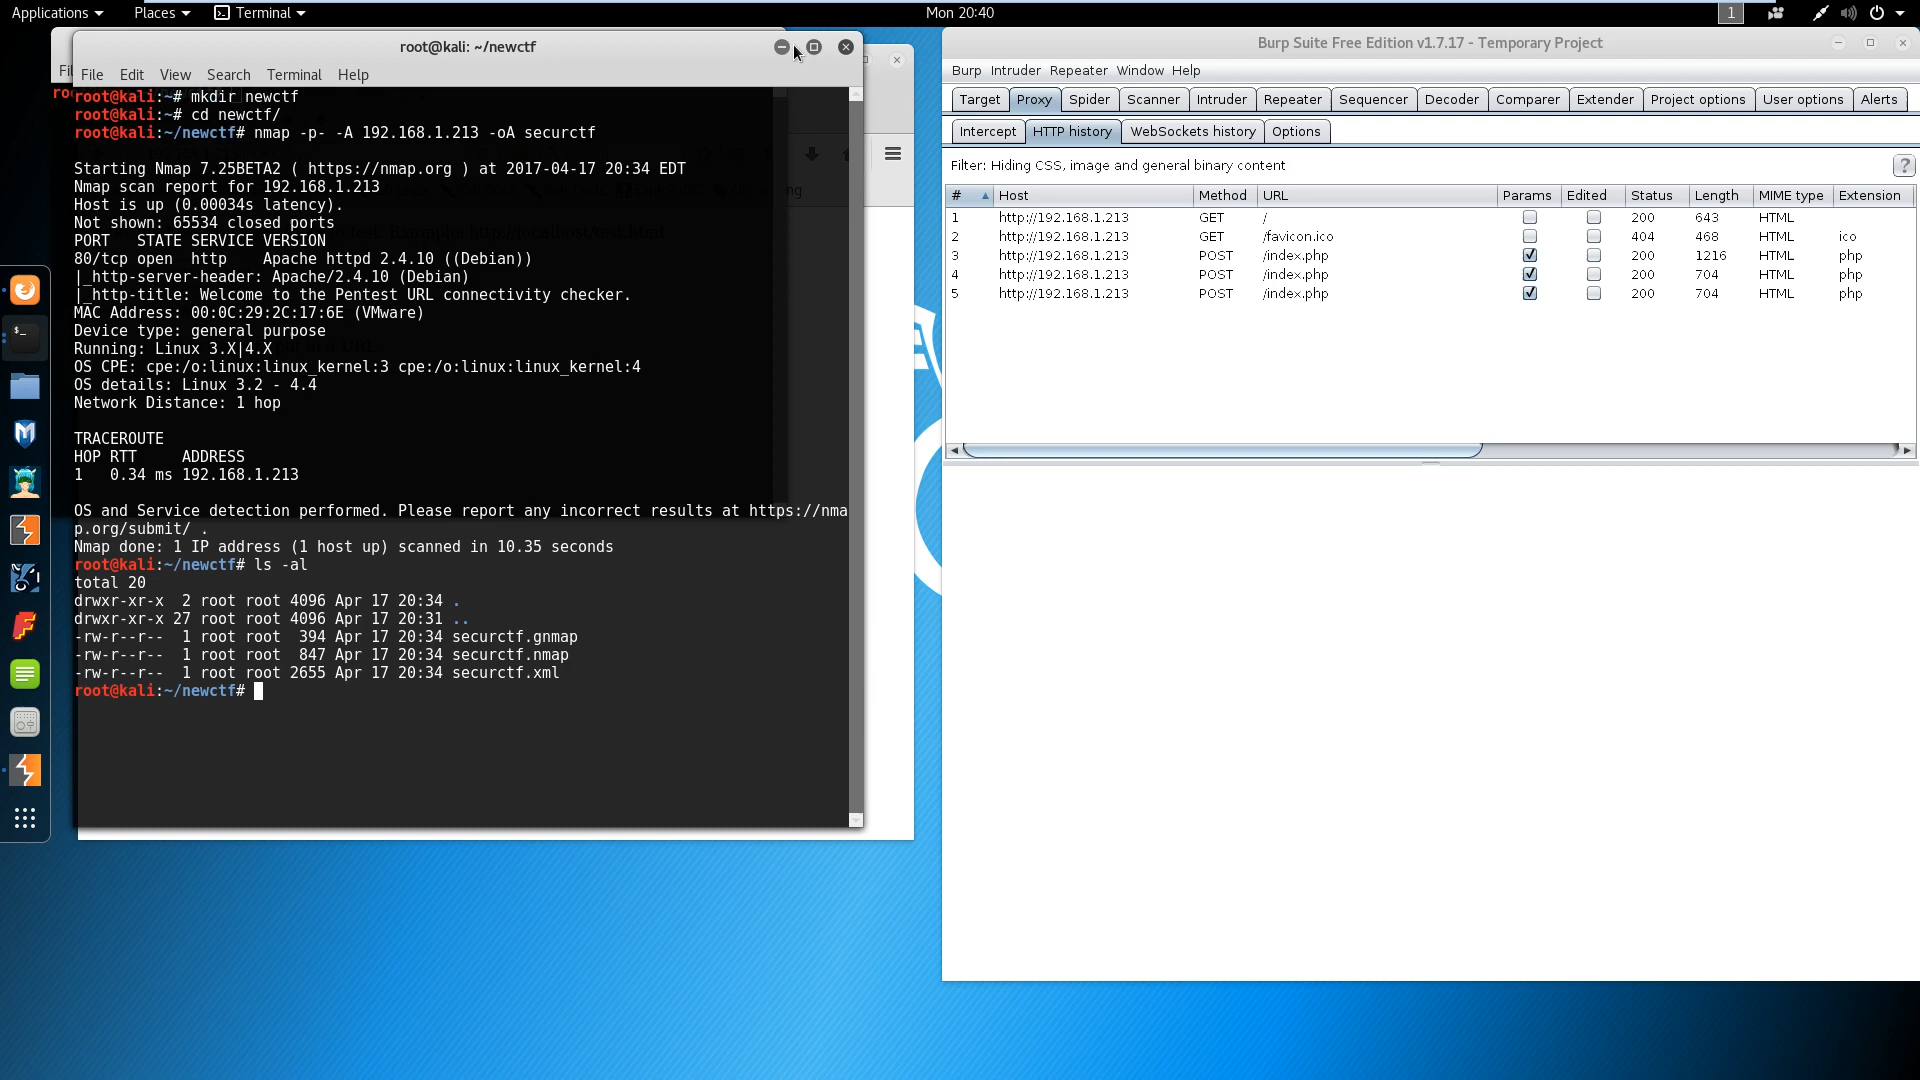 Applications Places Terminal Mon 20:40 1
root@kali: ~/newctf
File Edit View Search Terminal Help
root@kali:~# mkdir newctf
root@kali:~# cd newctf/
root@kali:~/newctf# nmap -p- -A 192.168.1.213 -oA securctf
Starting Nmap 7.25BETA2 ( https://nmap.org ) at 2017-04-17 20:34 EDT
Nmap scan report for 192.168.1.213
Host is up (0.00034s latency).
Not shown: 65534 closed ports
PORT   STATE SERVICE VERSION
80/tcp open  http    Apache httpd 2.4.10 ((Debian))
|_http-server-header: Apache/2.4.10 (Debian)
|_http-title: Welcome to the Pentest URL connectivity checker.
MAC Address: 00:0C:29:2C:17:6E (VMware)
Device type: general purpose
Running: Linux 3.X|4.X
OS CPE: cpe:/o:linux:linux_kernel:3 cpe:/o:linux:linux_kernel:4
OS details: Linux 3.2 - 4.4
Network Distance: 1 hop
TRACEROUTE
HOP RTT     ADDRESS
1   0.34 ms 192.168.1.213
OS and Service detection performed. Please report any incorrect results at https://nma
p.org/submit/ .
Nmap done: 1 IP address (1 host up) scanned in 10.35 seconds
root@kali:~/newctf# ls -al
total 20
drwxr-xr-x  2 root root 4096 Apr 17 20:34 .
drwxr-xr-x 27 root root 4096 Apr 17 20:31 ..
-rw-r--r--  1 root root  394 Apr 17 20:34 securctf.gnmap
-rw-r--r--  1 root root  847 Apr 17 20:34 securctf.nmap
-rw-r--r--  1 root root 2655 Apr 17 20:34 securctf.xml
root@kali:~/newctf#
Burp Suite Free Edition v1.7.17 - Temporary Project
Burp Intruder Repeater Window Help
Target Proxy Spider Scanner Intruder Repeater Sequencer Decoder Comparer Extender Project options User options Alerts
Intercept HTTP history WebSockets history Options
Filter: Hiding CSS, image and general binary content ?
# Host Method URL Params Edited Status Length MIME type Extension
1 http://192.168.1.213 GET / 200 643 HTML
2 http://192.168.1.213 GET /favicon.ico 404 468 HTML ico
3 http://192.168.1.213 POST /index.php 200 1216 HTML php
4 http://192.168.1.213 POST /index.php 200 704 HTML php
5 http://192.168.1.213 POST /index.php 200 704 HTML php